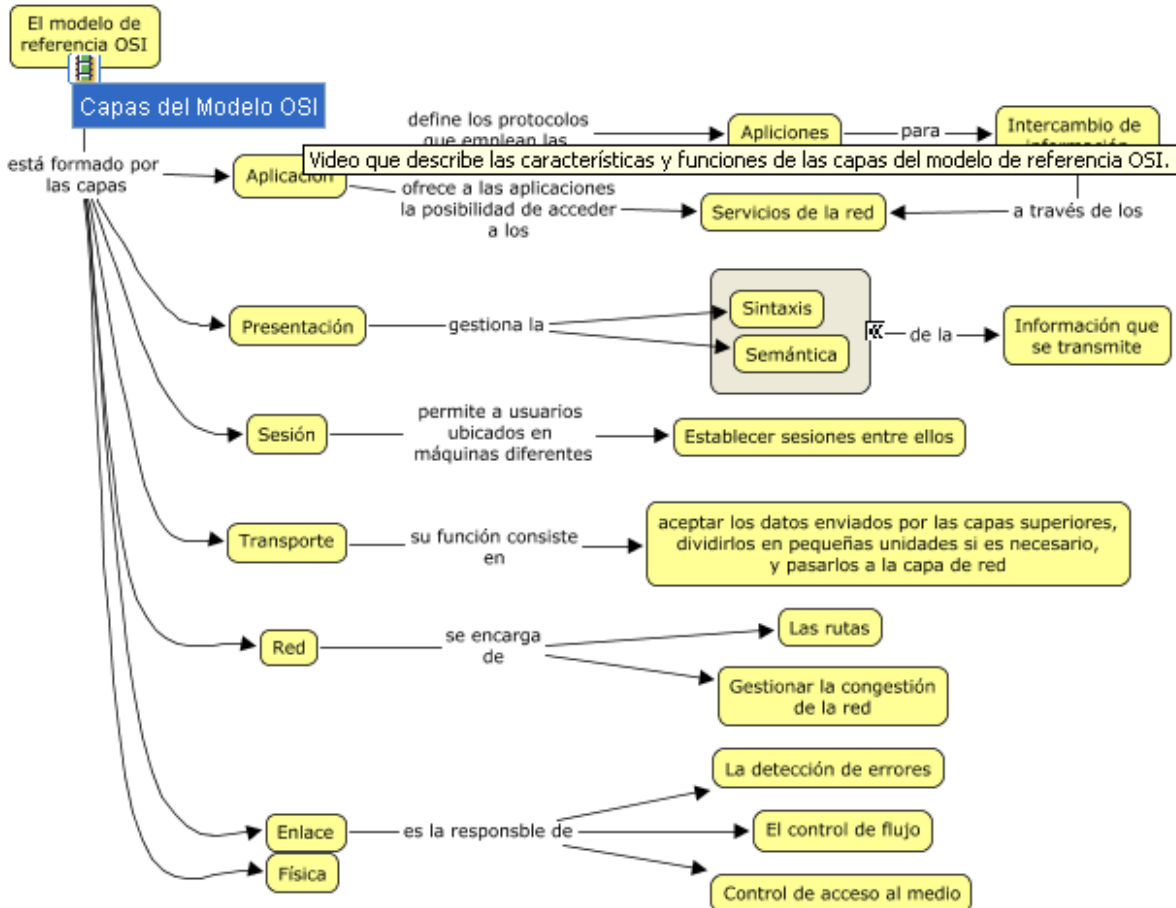 El modelo de
referencia OSI
Capas del Modelo OSI
está formado por
las capas
Aplicación
define los protocolos
que emplean las
Apliciones
para
Intercambio de
información
Video que describe las características y funciones de las capas del modelo de referencia OSI.
ofrece a las aplicaciones
la posibilidad de acceder
a los
Servicios de la red
a través de los
Presentación
gestiona la
Sintaxis
Semántica
de la
Información que
se transmite
Sesión
permite a usuarios
ubicados en
máquinas diferentes
Establecer sesiones entre ellos
Transporte
su función consiste
en
aceptar los datos enviados por las capas superiores,
dividirlos en pequeñas unidades si es necesario,
y pasarlos a la capa de red
Red
se encarga
de
Las rutas
Gestionar la congestión
de la red
Enlace
es la responsble de
La detección de errores
El control de flujo
Control de acceso al medio
Física